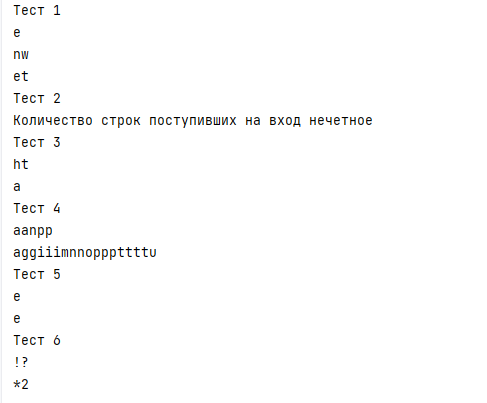 Тест 1
e
nw
et
Тест 2
Количество строк поступивших на вход нечетное
Тест 3
ht
a
Тест 4
aanpp
aggiiimnnopppttttu
Тест 5
e
e
Тест 6
!?
*2